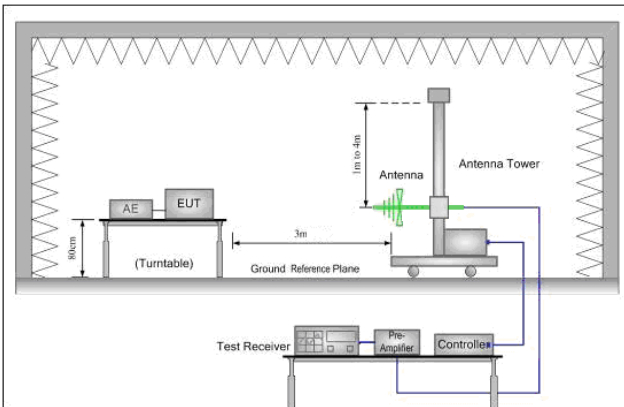 1m to 4m
Antenna
Antenna Tower
AE
EUT
80cm
(Turntable)
3m
Ground Reference Plane
Test Receiver
Pre-
Amplifier
Controller